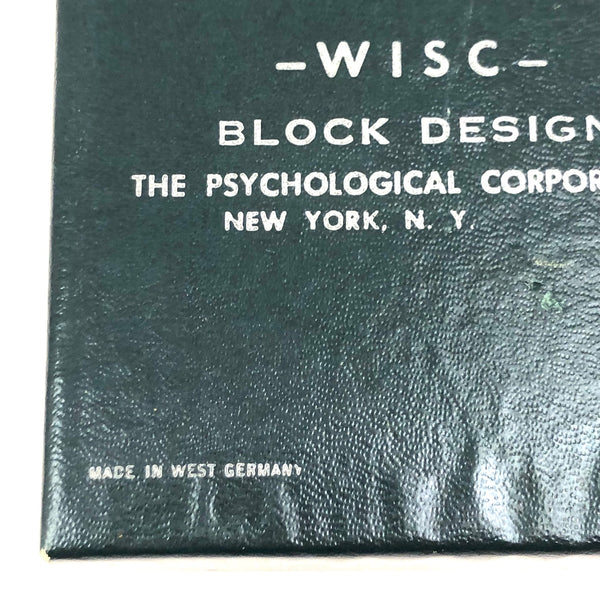 –WISC–
BLOCK DESIGN
THE PSYCHOLOGICAL CORPOR
NEW YORK, N. Y.
MADE IN WEST GERMANY